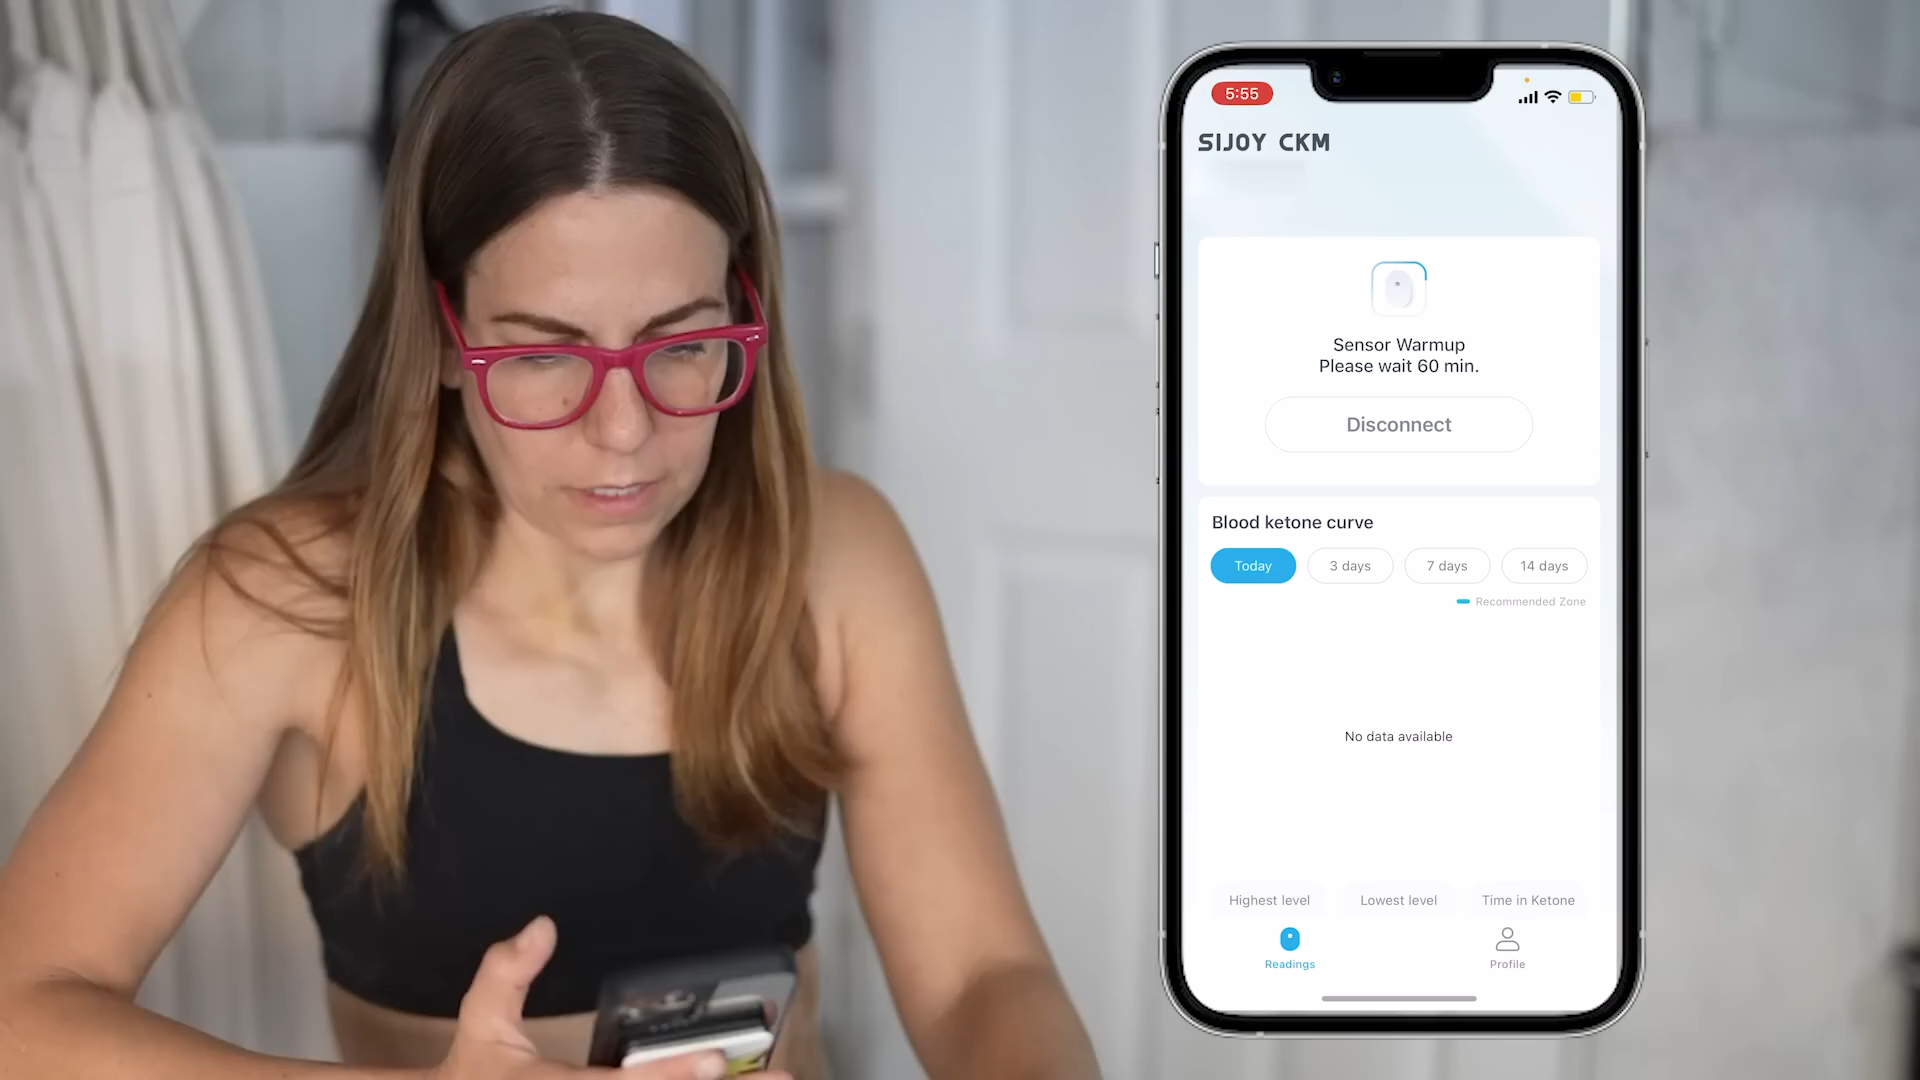 5:55
SIJOY CKM
Sensor Warmup
Please wait 60 min.
Disconnect
Blood ketone curve
Today
3 days
7 days
14 days
Recommended Zone
No data available
Highest level
Lowest level
Time in Ketone
Readings
Profile